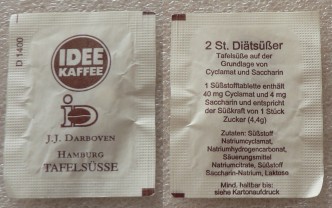 D 1400
IDEE
KAFFEE
J.J. DARBOVEN
HAMBURG
TAFELSÜSSE
2 St. Diätsüßer
Tafelsüße auf der
Grundlage von
Cyclamat und Saccharin
1 Süßstofftablette enthält
40 mg Cyclamat und 4 mg
Saccharin und entspricht
der Süßkraft von 1 Stück
Zucker (4,4g)
Zutaten: Süßstoff
Natriumcyclamat,
Natriumhydrogencarbonat,
Säuerungsmittel
Natriumcitrate, Süßstoff
Saccharin-Natrium, Laktose
Mind. haltbar bis:
siehe Kartonaufdruck